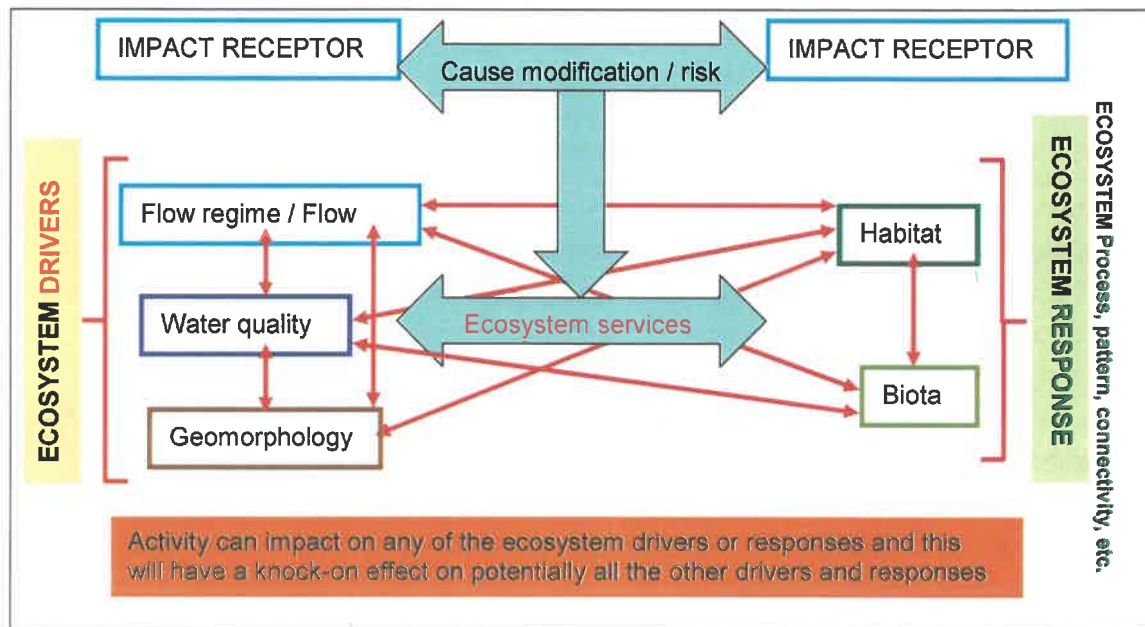 IMPACT RECEPTOR
IMPACT RECEPTOR
Cause modification / risk
ECOSYSTEM DRIVERS
Flow regime / Flow
Water quality
Geomorphology
Ecosystem services
Habitat
Biota
ECOSYSTEM RESPONSE
ECOSYSTEM Process, pattern, connectivity, etc.
Activity can impact on any of the ecosystem drivers or responses and this
will have a knock-on effect on potentially all the other drivers and responses